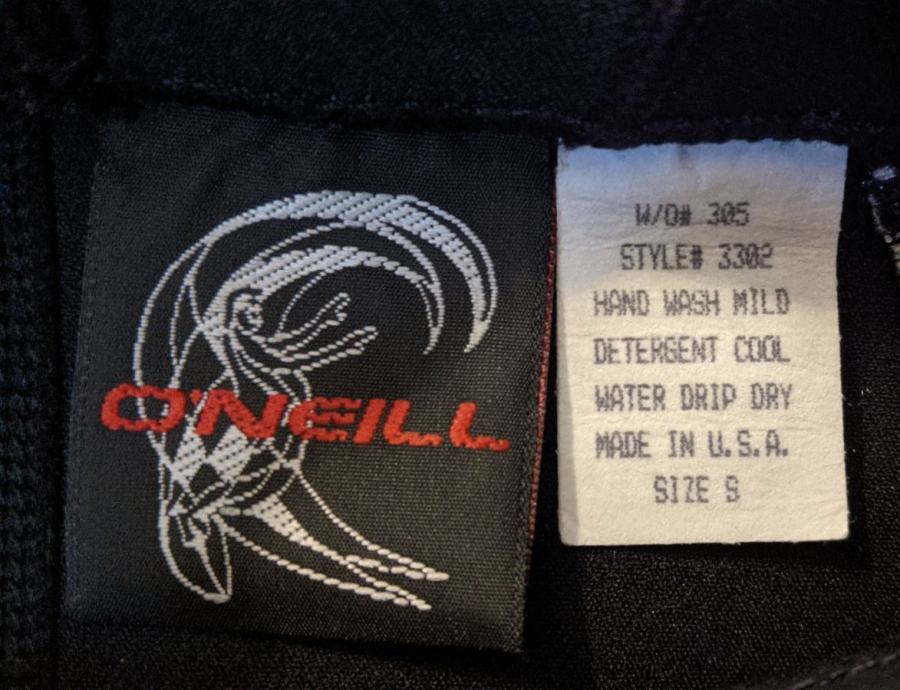 O'NEILL
W/O# 305
STYLE# 3302
HAND WASH MILD
DETERGENT COOL
WATER DRIP DRY
MADE IN U.S.A.
SIZE S